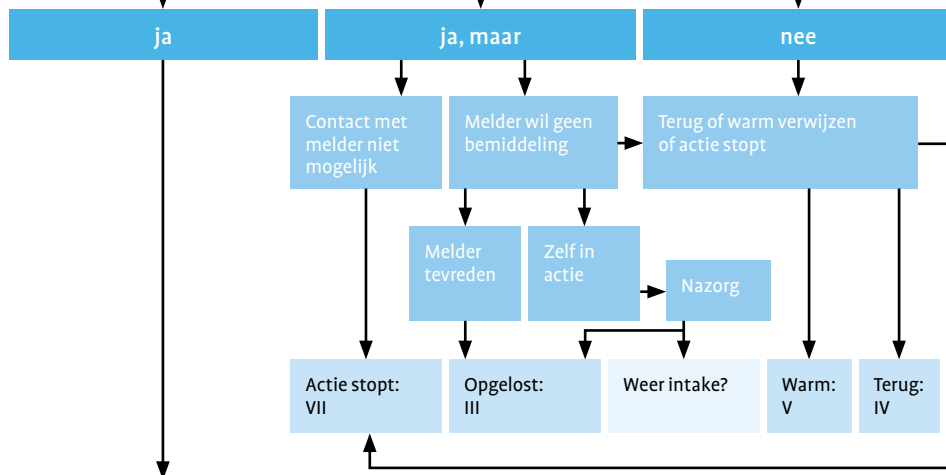 ja
ja, maar
nee
Contact met
melder niet
mogelijk
Melder wil geen
bemiddeling
Terug of warm verwijzen
of actie stopt
Melder
tevreden
Zelf in
actie
Nazorg
Actie stopt:
VII
Opgelost:
III
Weer intake?
Warm:
V
Terug:
IV